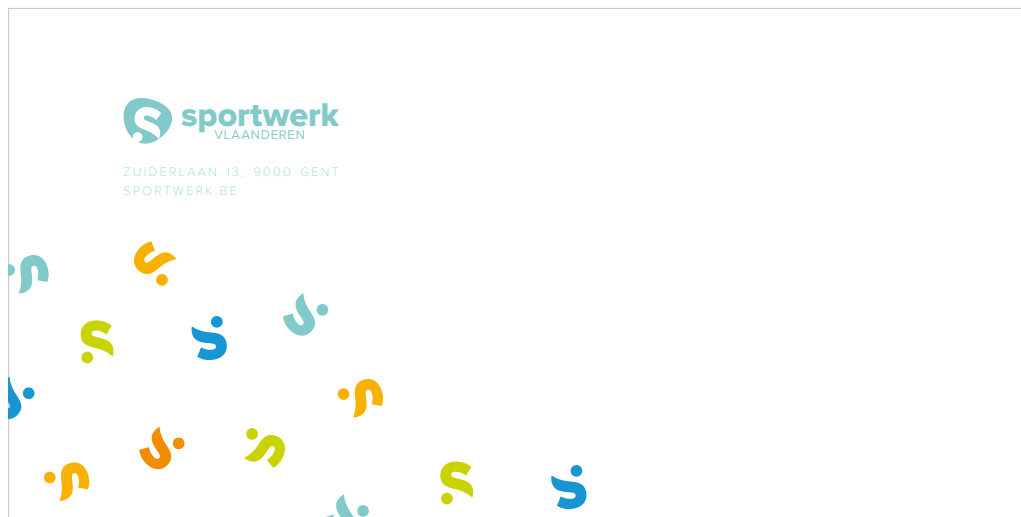 sportwerk
VLAANDEREN
ZUIDERLAAN 13, 9000 GENT
SPORTWERK.BE